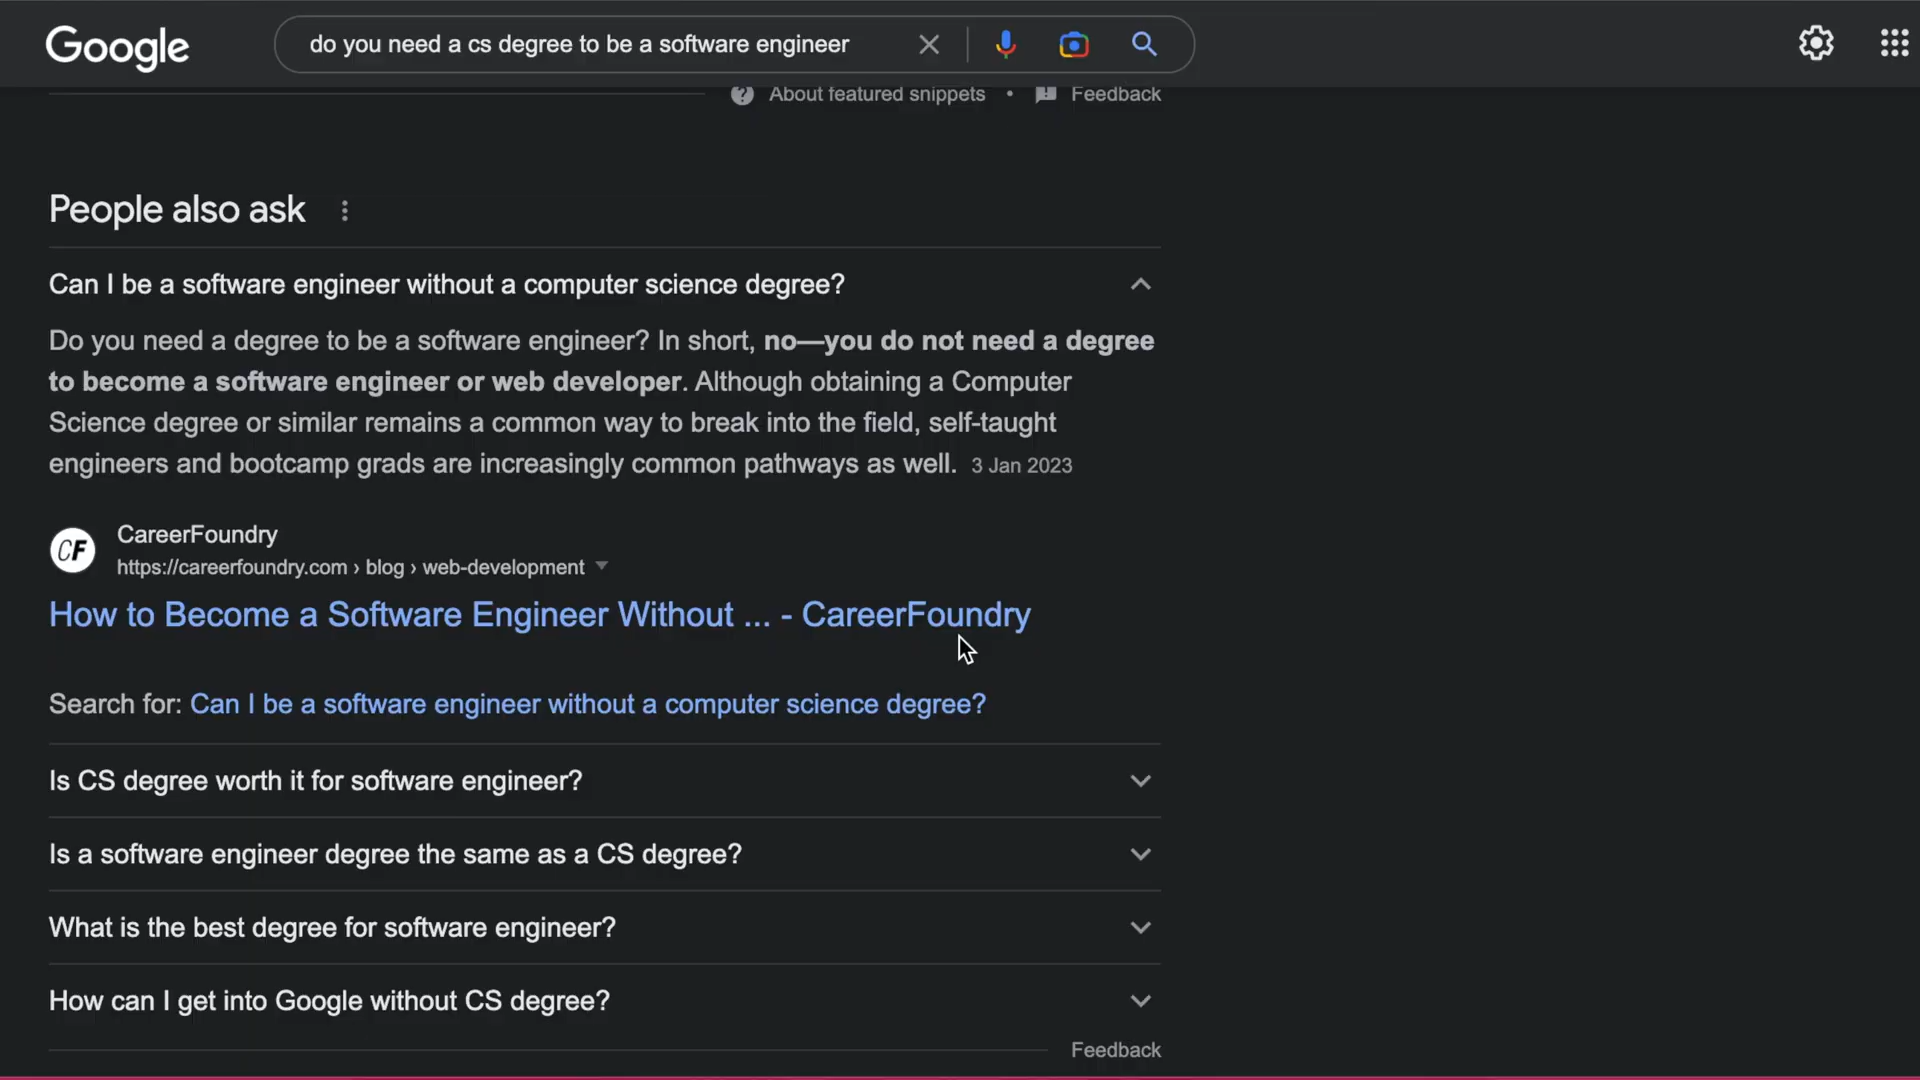 Google
do you need a cs degree to be a software engineer
About featured snippets • Feedback
People also ask
Can I be a software engineer without a computer science degree?
Do you need a degree to be a software engineer? In short, no—you do not need a degree
to become a software engineer or web developer. Although obtaining a Computer
Science degree or similar remains a common way to break into the field, self-taught
engineers and bootcamp grads are increasingly common pathways as well. 3 Jan 2023
CF
CareerFoundry
https://careerfoundry.com › blog › web-development
How to Become a Software Engineer Without ... - CareerFoundry
Search for: Can I be a software engineer without a computer science degree?
Is CS degree worth it for software engineer?
Is a software engineer degree the same as a CS degree?
What is the best degree for software engineer?
How can I get into Google without CS degree?
Feedback